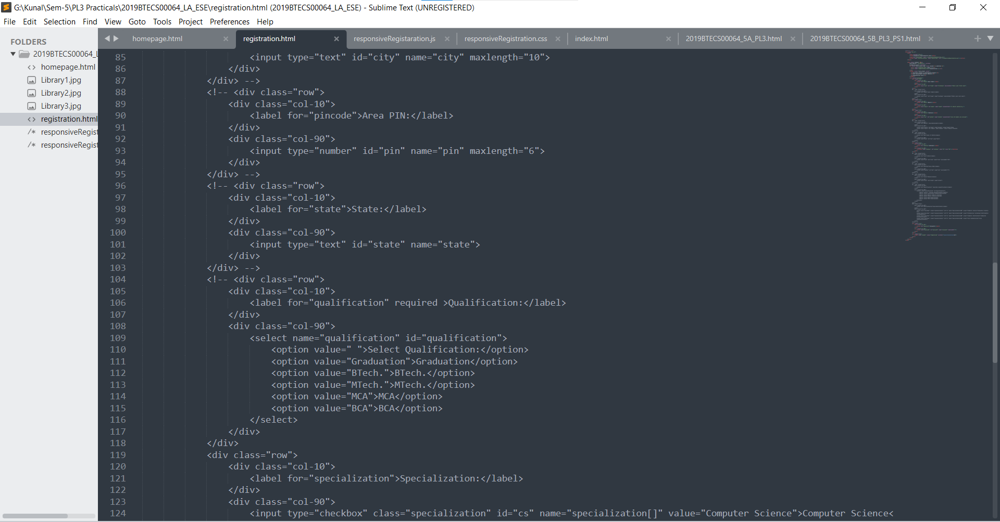 G:\Kunal\Sem-5\PL3 Practicals\2019BTECS00064_LA_ESE\registration.html (2019BTECS00064_LA_ESE) - Sublime Text (UNREGISTERED)
File Edit Selection Find View Goto Tools Project Preferences Help
FOLDERS
2019BTECS00064_L
homepage.html
Library1.jpg
Library2.jpg
Library3.jpg
registration.html
/* responsiveRegist
/* responsiveRegist
homepage.html registration.html responsiveRegistaration.js responsiveRegistration.css index.html 2019BTECS00064_5A_PL3.html 2019BTECS00064_5B_PL3_PS1.html
85 <input type="text" id="city" name="city" maxlength="10">
86 </div>
87 </div> -->
88 <!-- <div class="row">
89 <div class="col-10">
90 <label for="pincode">Area PIN:</label>
91 </div>
92 <div class="col-90">
93 <input type="number" id="pin" name="pin" maxlength="6">
94 </div>
95 </div> -->
96 <!-- <div class="row">
97 <div class="col-10">
98 <label for="state">State:</label>
99 </div>
100 <div class="col-90">
101 <input type="text" id="state" name="state">
102 </div>
103 </div> -->
104 <!-- <div class="row">
105 <div class="col-10">
106 <label for="qualification" required >Qualification:</label>
107 </div>
108 <div class="col-90">
109 <select name="qualification" id="qualification">
110 <option value=" ">Select Qualification:</option>
111 <option value="Graduation">Graduation</option>
112 <option value="BTech.">BTech.</option>
113 <option value="MTech.">MTech.</option>
114 <option value="MCA">MCA</option>
115 <option value="BCA">BCA</option>
116 </select>
117 </div>
118 </div>
119 <div class="row">
120 <div class="col-10">
121 <label for="specialization">Specialization:</label>
122 </div>
123 <div class="col-90">
124 <input type="checkbox" class="specialization" id="cs" name="specialization[]" value="Computer Science">Computer Science<